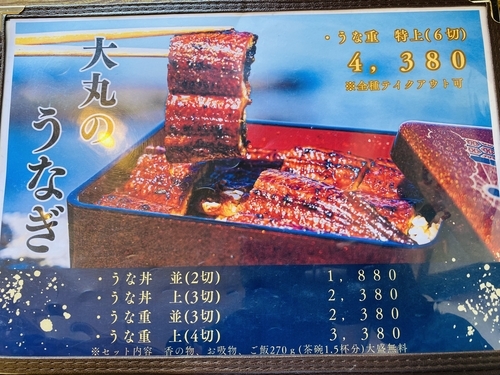 大丸の
うなぎ
・うな重 特上(6切)
4,380
※全種テイクアウト可
・うな丼 並(2切) 1,880
・うな丼 上(3切) 2,380
・うな重 並(3切) 2,380
・うな重 上(4切) 3,380
※セット内容 香の物、お吸物、ご飯270g(茶碗1.5杯分)大盛無料